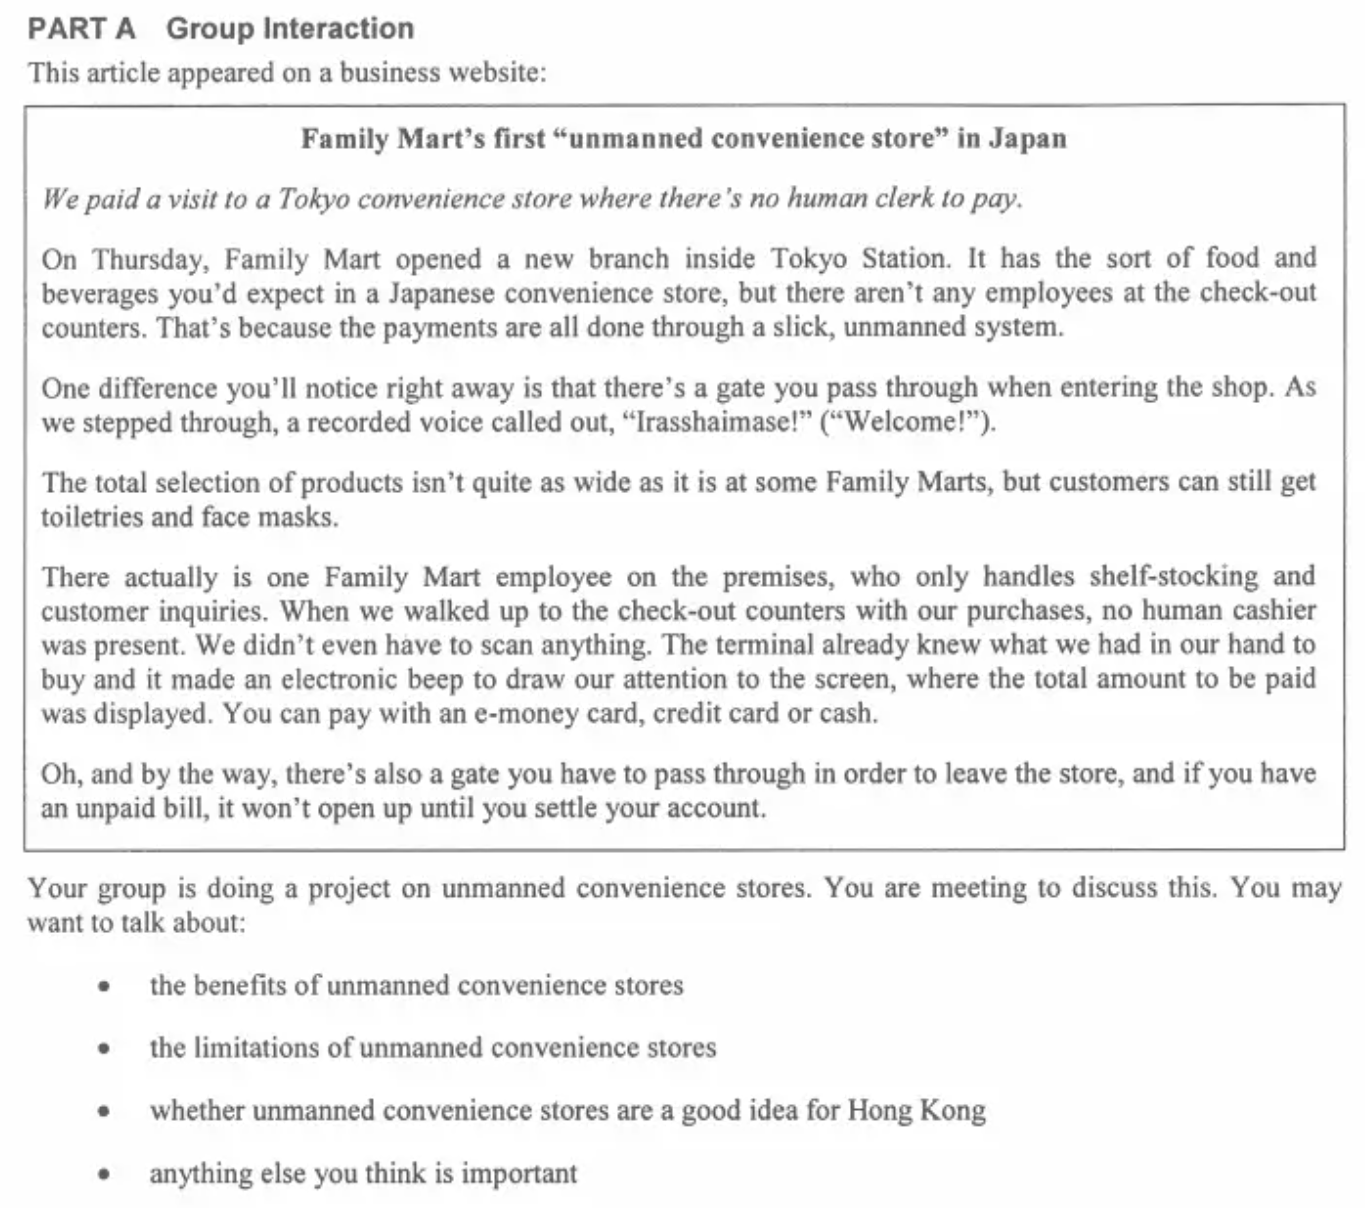 PART A Group Interaction
This article appeared on a business website:
Family Mart's first "unmanned convenience store" in Japan
We paid a visit to a Tokyo convenience store where there's no human clerk to pay.
On Thursday, Family Mart opened a new branch inside Tokyo Station. It has the sort of food and
beverages you'd expect in a Japanese convenience store, but there aren't any employees at the check-out
counters. That's because the payments are all done through a slick, unmanned system.
One difference you'll notice right away is that there's a gate you pass through when entering the shop. As
we stepped through, a recorded voice called out, "Irasshaimase!" ("Welcome!").
The total selection of products isn't quite as wide as it is at some Family Marts, but customers can still get
toiletries and face masks.
There actually is one Family Mart employee on the premises, who only handles shelf-stocking and
customer inquiries. When we walked up to the check-out counters with our purchases, no human cashier
was present. We didn't even have to scan anything. The terminal already knew what we had in our hand to
buy and it made an electronic beep to draw our attention to the screen, where the total amount to be paid
was displayed. You can pay with an e-money card, credit card or cash.
Oh, and by the way, there's also a gate you have to pass through in order to leave the store, and if you have
an unpaid bill, it won't open up until you settle your account.
Your group is doing a project on unmanned convenience stores. You are meeting to discuss this. You may
want to talk about:
• the benefits of unmanned convenience stores
• the limitations of unmanned convenience stores
• whether unmanned convenience stores are a good idea for Hong Kong
• anything else you think is important